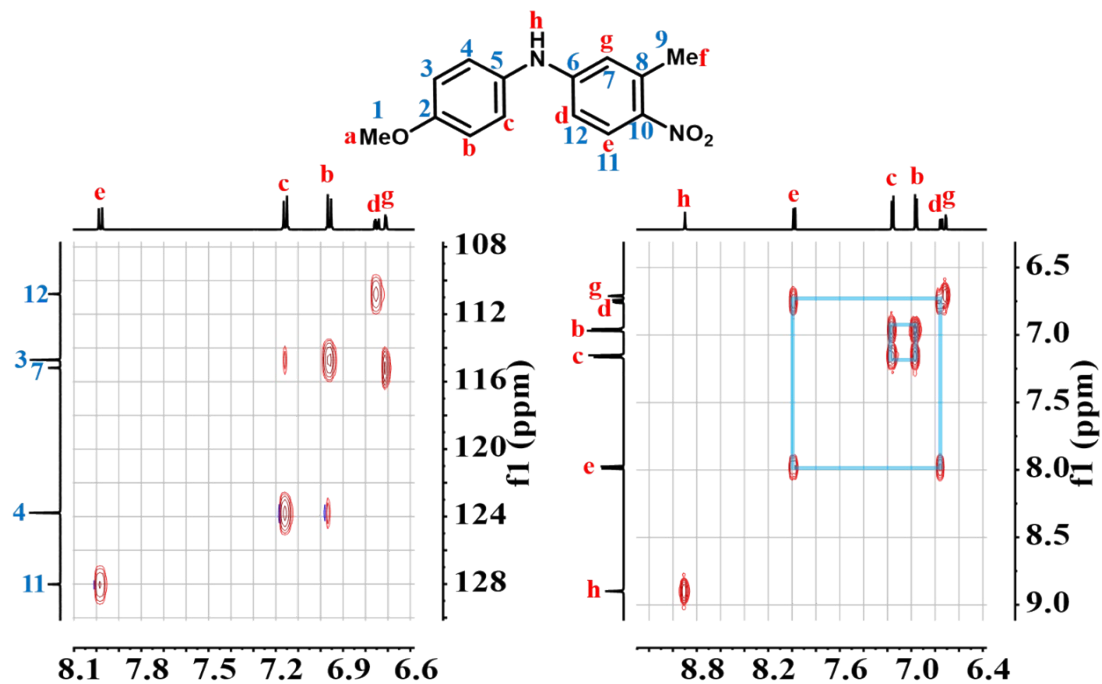 h
H
N
4
5
6
g
7
8
9
Mef
3
2
1
aMeO
b
c
d
12
e
11
10
NO2
e
c
b
d
g
108
112
116
120
124
128
f1 (ppm)
12
3
7
4
11
8.1 7.8 7.5 7.2 6.9 6.6
h
e
c
b
d
g
g
d
b
c
e
h
6.5
7.0
7.5
8.0
8.5
9.0
f1 (ppm)
8.8 8.2 7.6 7.0 6.4